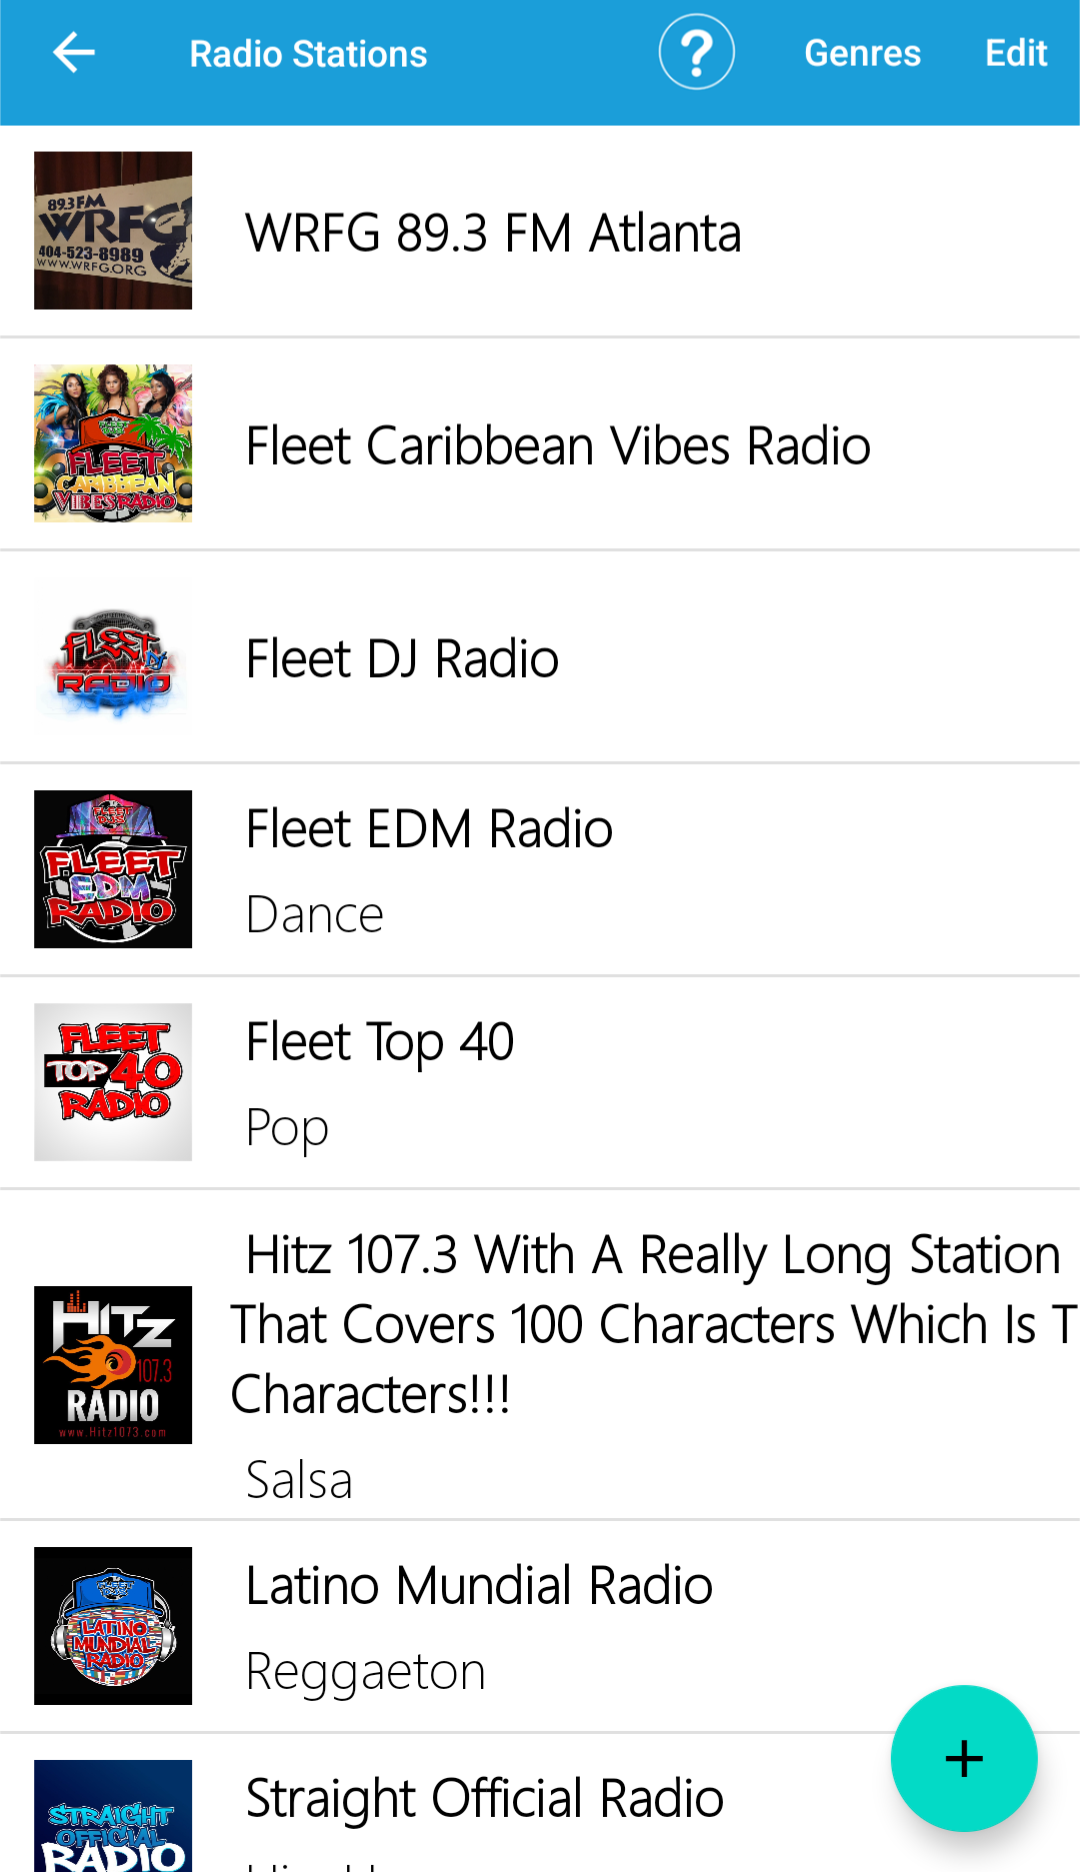 Radio Stations ? Genres Edit
89.3 FM
WRFG
404-523-8989
WWW.WRFG.ORG
WRFG 89.3 FM Atlanta
FLEET
CARIBBEAN
VIBES RADIO
Fleet Caribbean Vibes Radio
FLEET DJ
RADIO
Fleet DJ Radio
FLEET
EDM
RADIO
Fleet EDM Radio
Dance
FLEET
TOP 40
RADIO
Fleet Top 40
Pop
HITZ
107.3
RADIO
www.Hitz1073.com
Hitz 107.3 With A Really Long Station
That Covers 100 Characters Which Is T
Characters!!!
Salsa
LATINO
MUNDIAL
RADIO
Latino Mundial Radio
Reggaeton
+
STRAIGHT
OFFICIAL
RADIO
Straight Official Radio